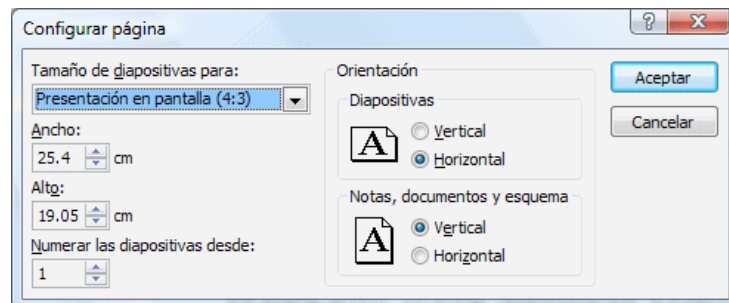 Configurar página
Tamaño de diapositivas para:
Presentación en pantalla (4:3)
Ancho:
25.4 cm
Alto:
19.05 cm
Numerar las diapositivas desde:
1
Orientación
Diapositivas
A
Vertical
Horizontal
Notas, documentos y esquema
A
Vertical
Horizontal
Aceptar
Cancelar